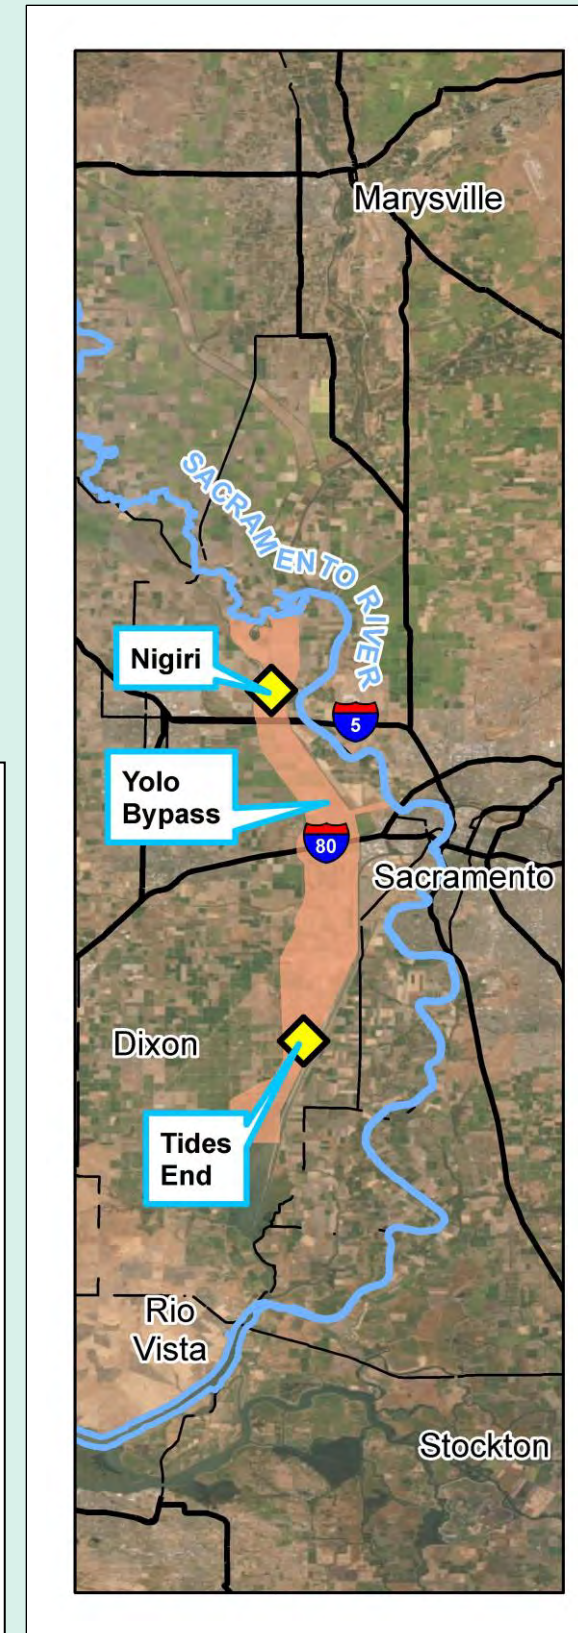 Marysville
SACRAMENTO RIVER
Nigiri
5
Yolo
Bypass
80
Sacramento
Dixon
Tides
End
Rio
Vista
Stockton